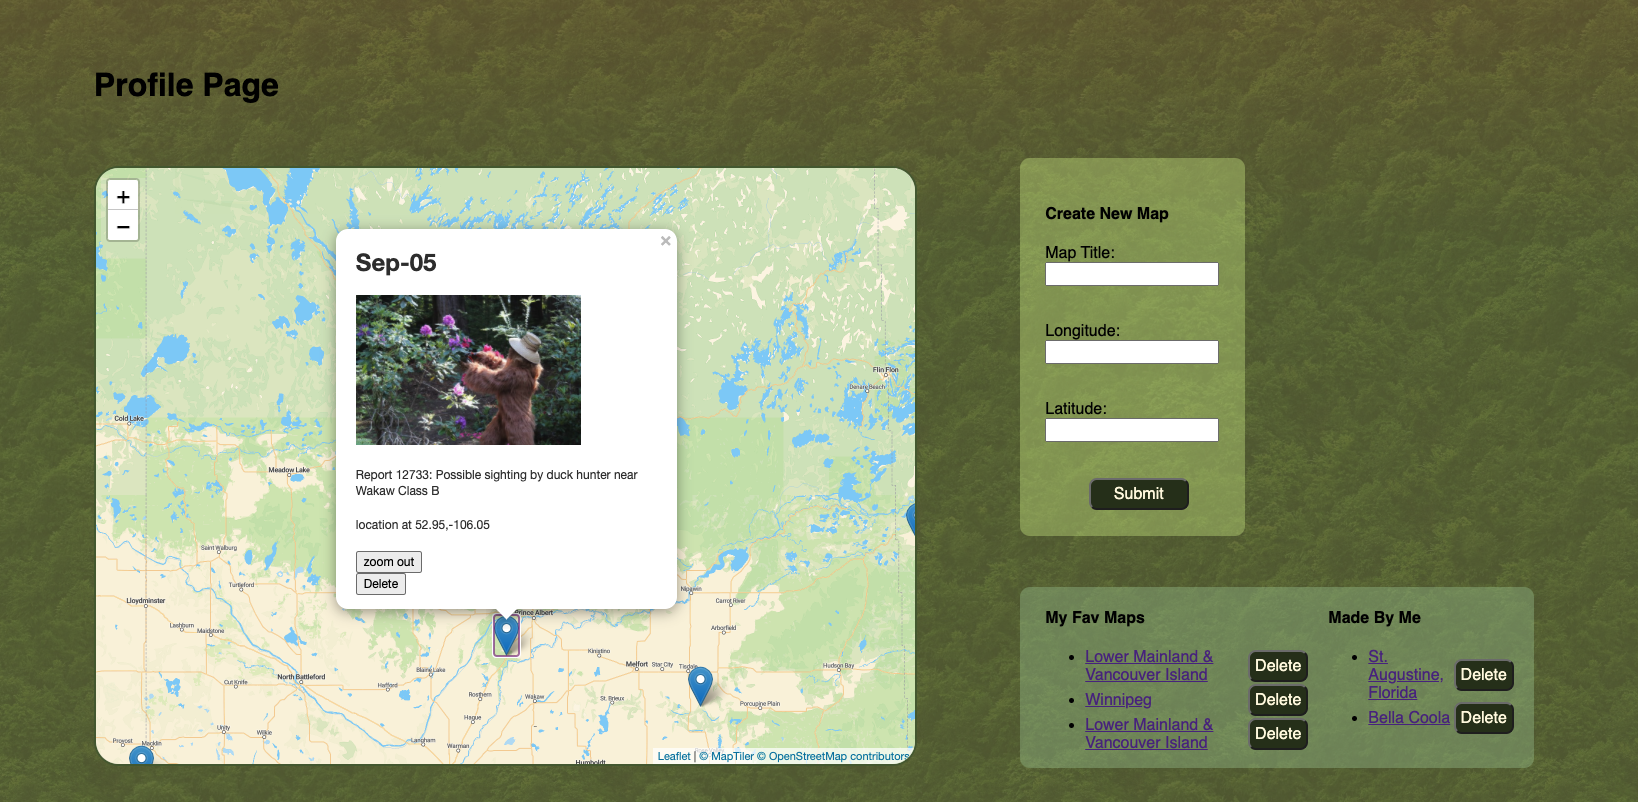 Profile Page
+
−
×
Sep-05
Report 12733: Possible sighting by duck hunter near
Wakaw Class B
location at 52.95,-106.05
zoom out
Delete
Flin Flon
Denare Beach
Cold Lake
Meadow Lake
Saint Walburg
Turtleford
Lloydminster
Lashburn
Maidstone
Cut Knife
North Battleford
Unity
Wilkie
Provost
Macklin
Prince Albert
Nipawin
Carrot River
Arborfield
Kinistino
Melfort
Star City
Tisdale
Hudson Bay
Blaine Lake
Hafford
Rosthern
Wakaw
St. Brieux
Porcupine Plain
Hague
Langham
Warman
Humboldt
Leaflet | © MapTiler © OpenStreetMap contributors
Create New Map
Map Title:
Longitude:
Latitude:
Submit
My Fav Maps
Lower Mainland &
Vancouver Island
Delete
Winnipeg
Delete
Lower Mainland &
Vancouver Island
Delete
Made By Me
St.
Augustine,
Florida
Delete
Bella Coola
Delete